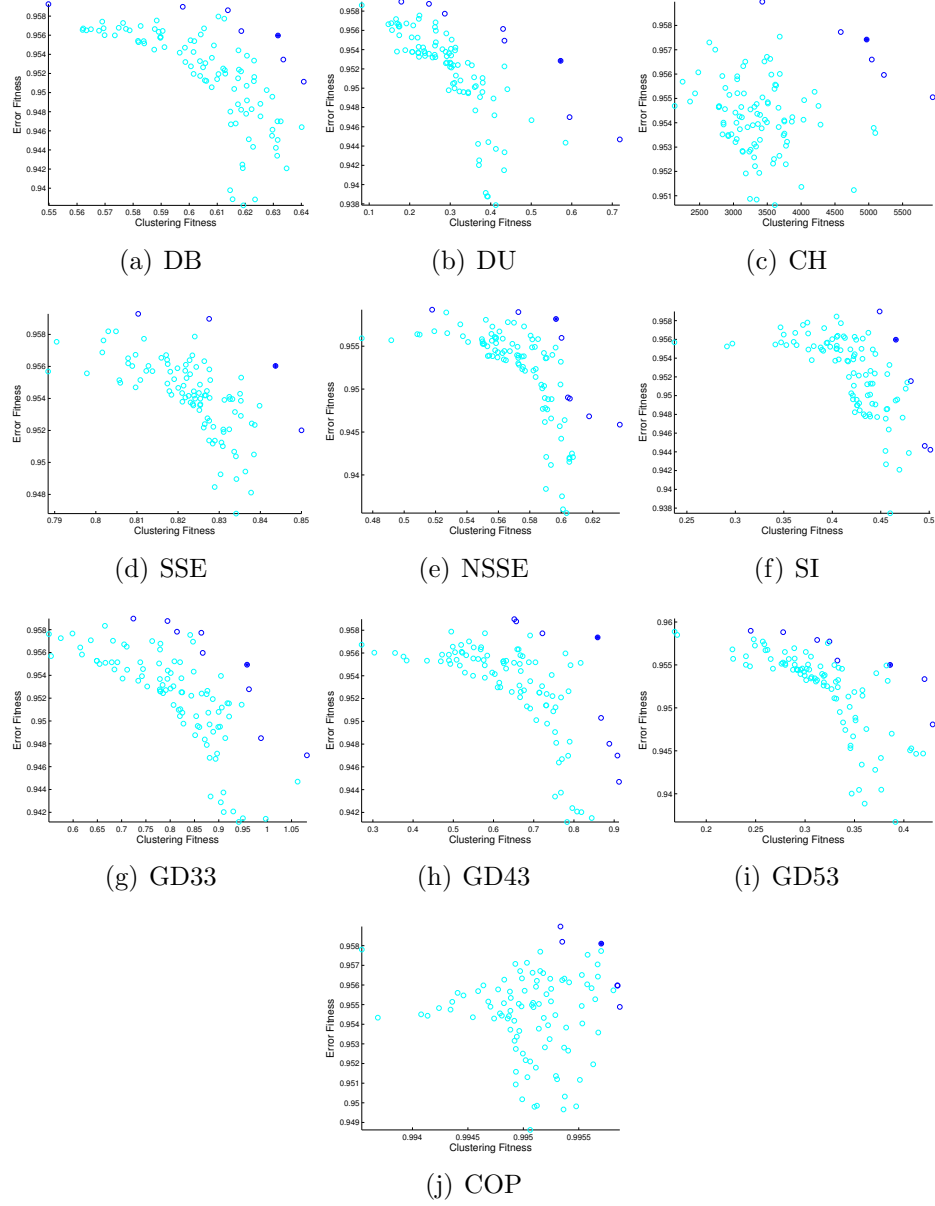 0.958
0.956
0.954
0.952
0.95
0.948
0.946
0.944
0.942
0.94
Error Fitness
0.55 0.56 0.57 0.58 0.59 0.6 0.61 0.62 0.63 0.64
Clustering Fitness
(a) DB
0.958
0.956
0.954
0.952
0.95
0.948
0.946
0.944
0.942
0.94
0.938
Error Fitness
0.1 0.2 0.3 0.4 0.5 0.6 0.7
Clustering Fitness
(b) DU
0.958
0.957
0.956
0.955
0.954
0.953
0.952
0.951
Error Fitness
2500 3000 3500 4000 4500 5000 5500
Clustering Fitness
(c) CH
0.958
0.956
0.954
0.952
0.95
0.948
Error Fitness
0.79 0.8 0.81 0.82 0.83 0.84 0.85
Clustering Fitness
(d) SSE
0.955
0.95
0.945
0.94
Error Fitness
0.48 0.5 0.52 0.54 0.56 0.58 0.6 0.62
Clustering Fitness
(e) NSSE
0.958
0.956
0.954
0.952
0.95
0.948
0.946
0.944
0.942
0.94
0.938
Error Fitness
0.25 0.3 0.35 0.4 0.45 0.5
Clustering Fitness
(f) SI
0.958
0.956
0.954
0.952
0.95
0.948
0.946
0.944
0.942
Error Fitness
0.6 0.65 0.7 0.75 0.8 0.85 0.9 0.95 1 1.05
Clustering Fitness
(g) GD33
0.958
0.956
0.954
0.952
0.95
0.948
0.946
0.944
0.942
Error Fitness
0.3 0.4 0.5 0.6 0.7 0.8 0.9
Clustering Fitness
(h) GD43
0.96
0.955
0.95
0.945
0.94
Error Fitness
0.2 0.25 0.3 0.35 0.4
Clustering Fitness
(i) GD53
0.958
0.957
0.956
0.955
0.954
0.953
0.952
0.951
0.95
0.949
Error Fitness
0.994 0.9945 0.995 0.9955
Clustering Fitness
(j) COP